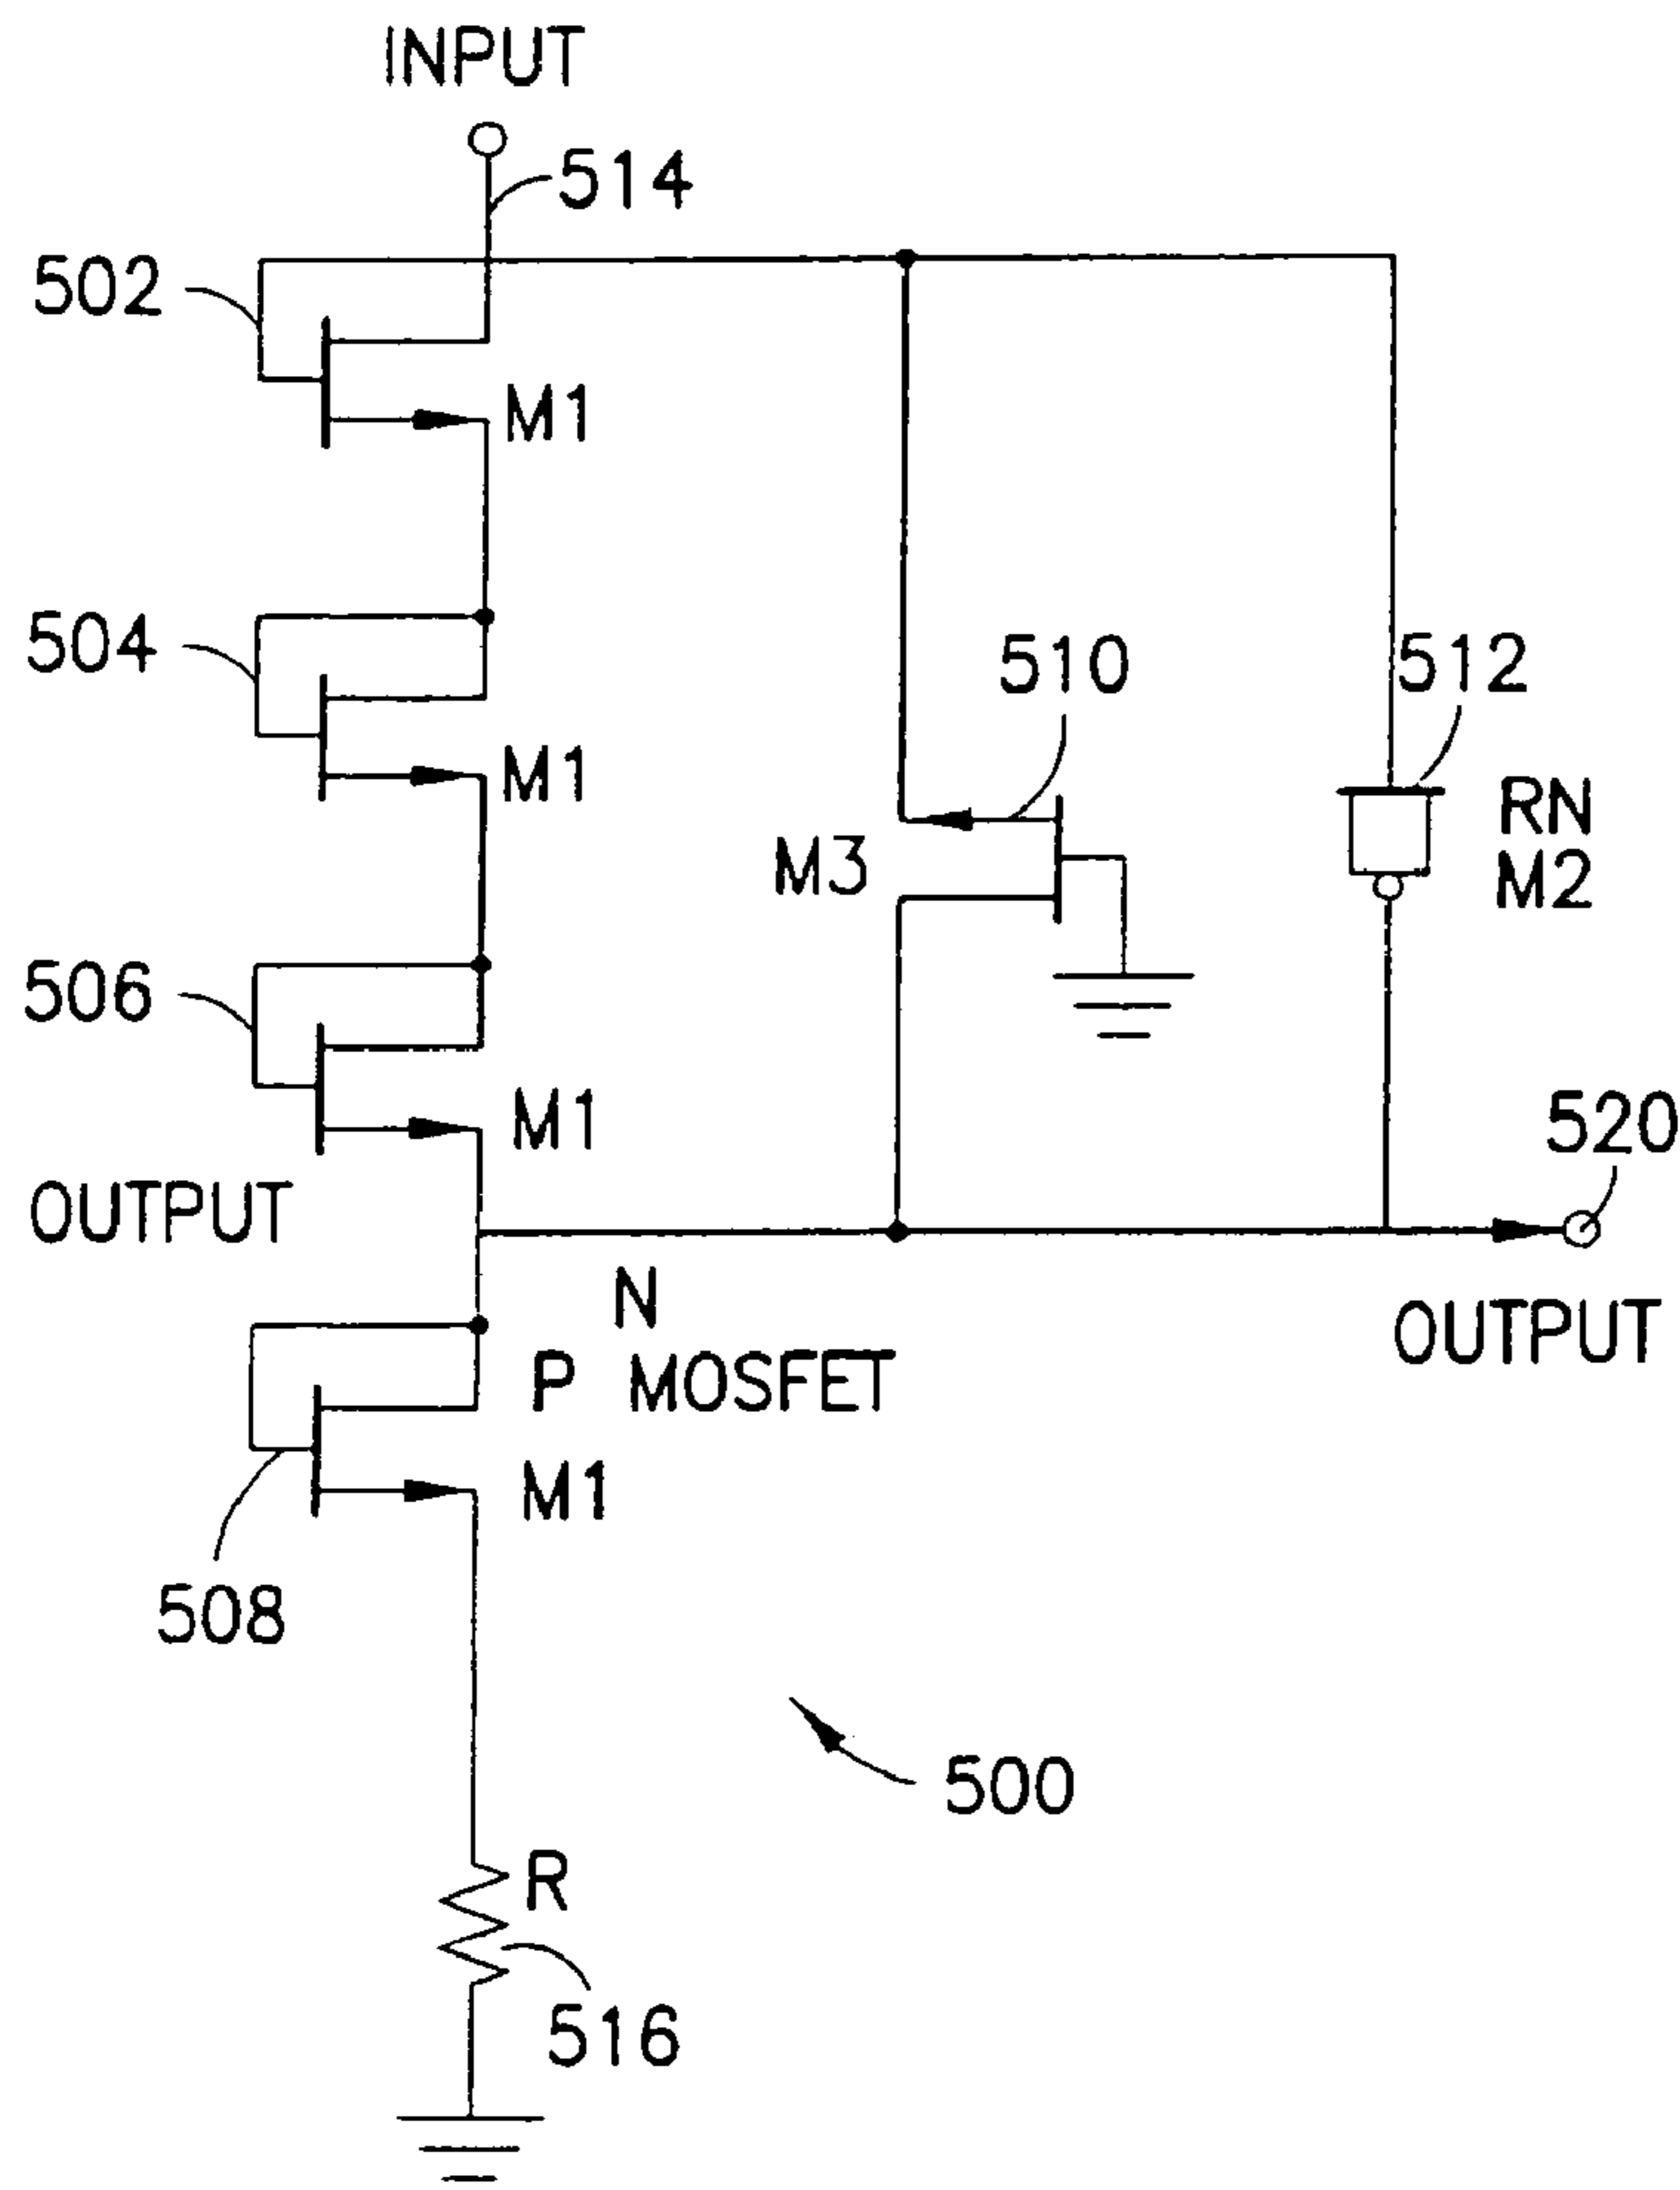 INPUT
514
502
M1
504
M1
510
512
RN
M2
M3
506
M1
520
OUTPUT
OUTPUT
N
P MOSFET
M1
508
500
R
516